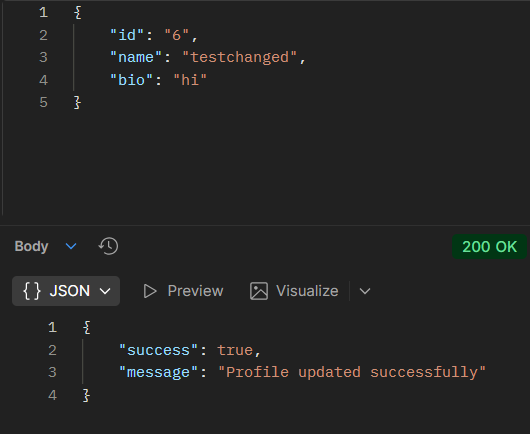 1 {
2 "id": "6",
3 "name": "testchanged",
4 "bio": "hi"
5 }
Body 200 OK
{} JSON Preview Visualize
1 {
2 "success": true,
3 "message": "Profile updated successfully"
4 }